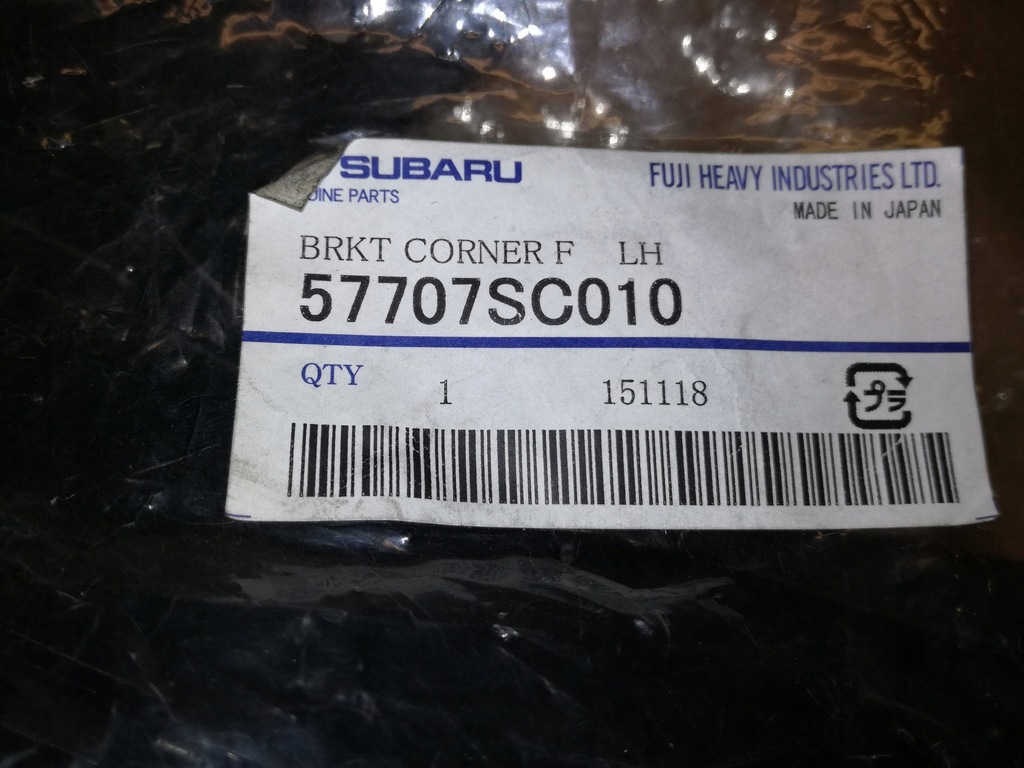 SUBARU
FUJI HEAVY INDUSTRIES LTD.
PARTS
MADE IN JAPAN
BRKT CORNER F LH
57707SC010
QTY
1 151118
プラ